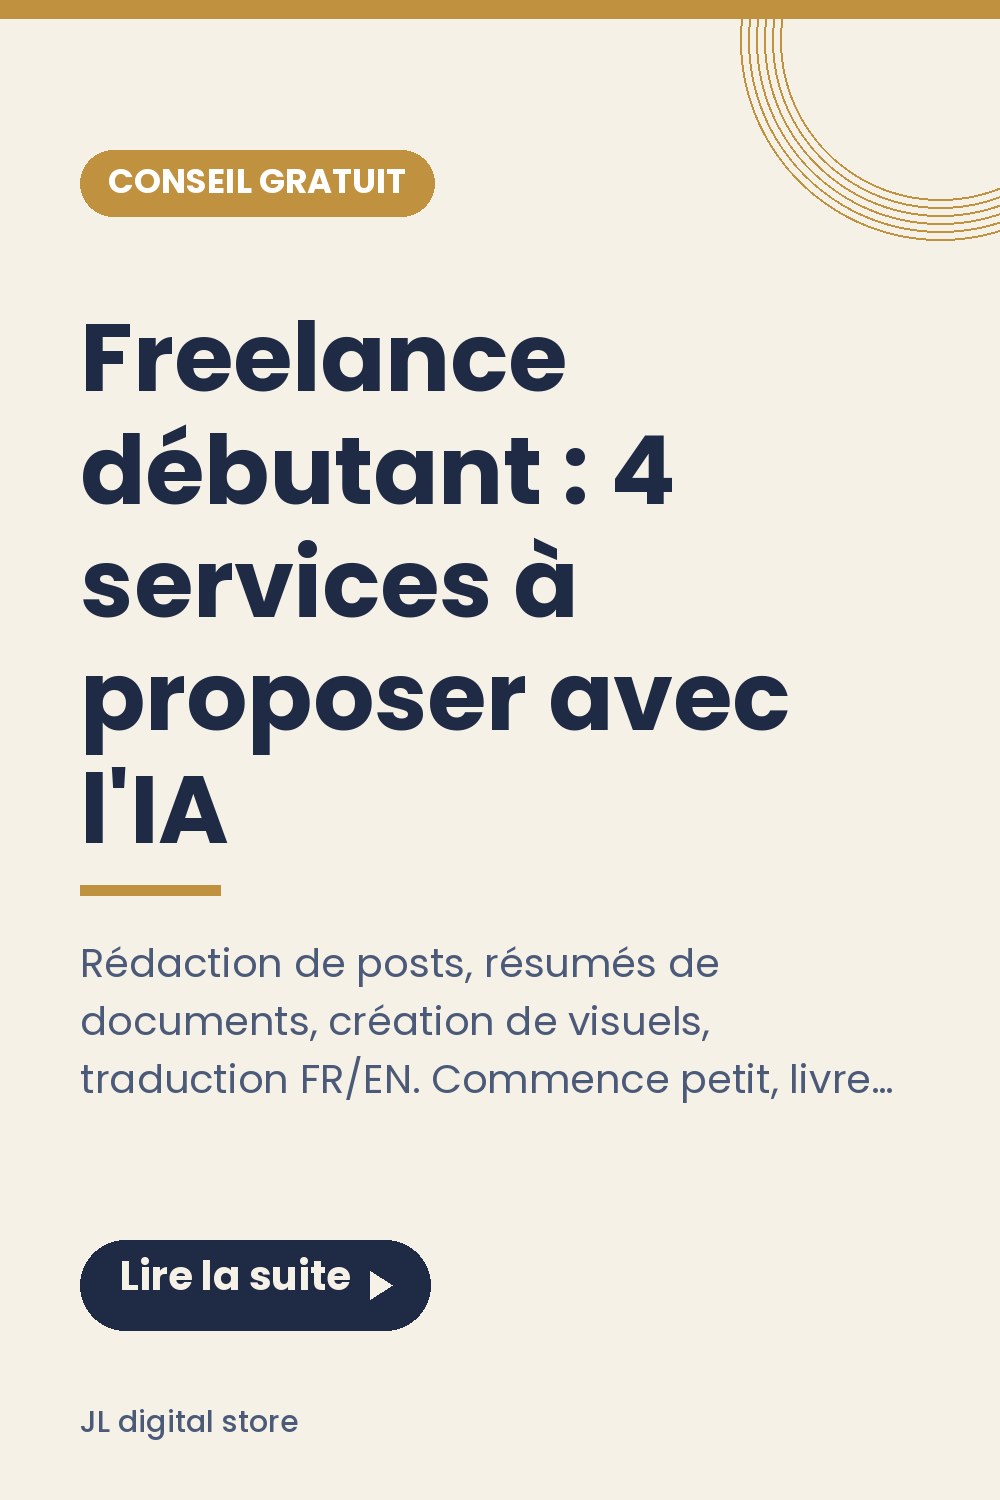 CONSEIL GRATUIT
Freelance
débutant : 4
services à
proposer avec
l'IA
Rédaction de posts, résumés de
documents, création de visuels,
traduction FR/EN. Commence petit, livre…
Lire la suite
JL digital store